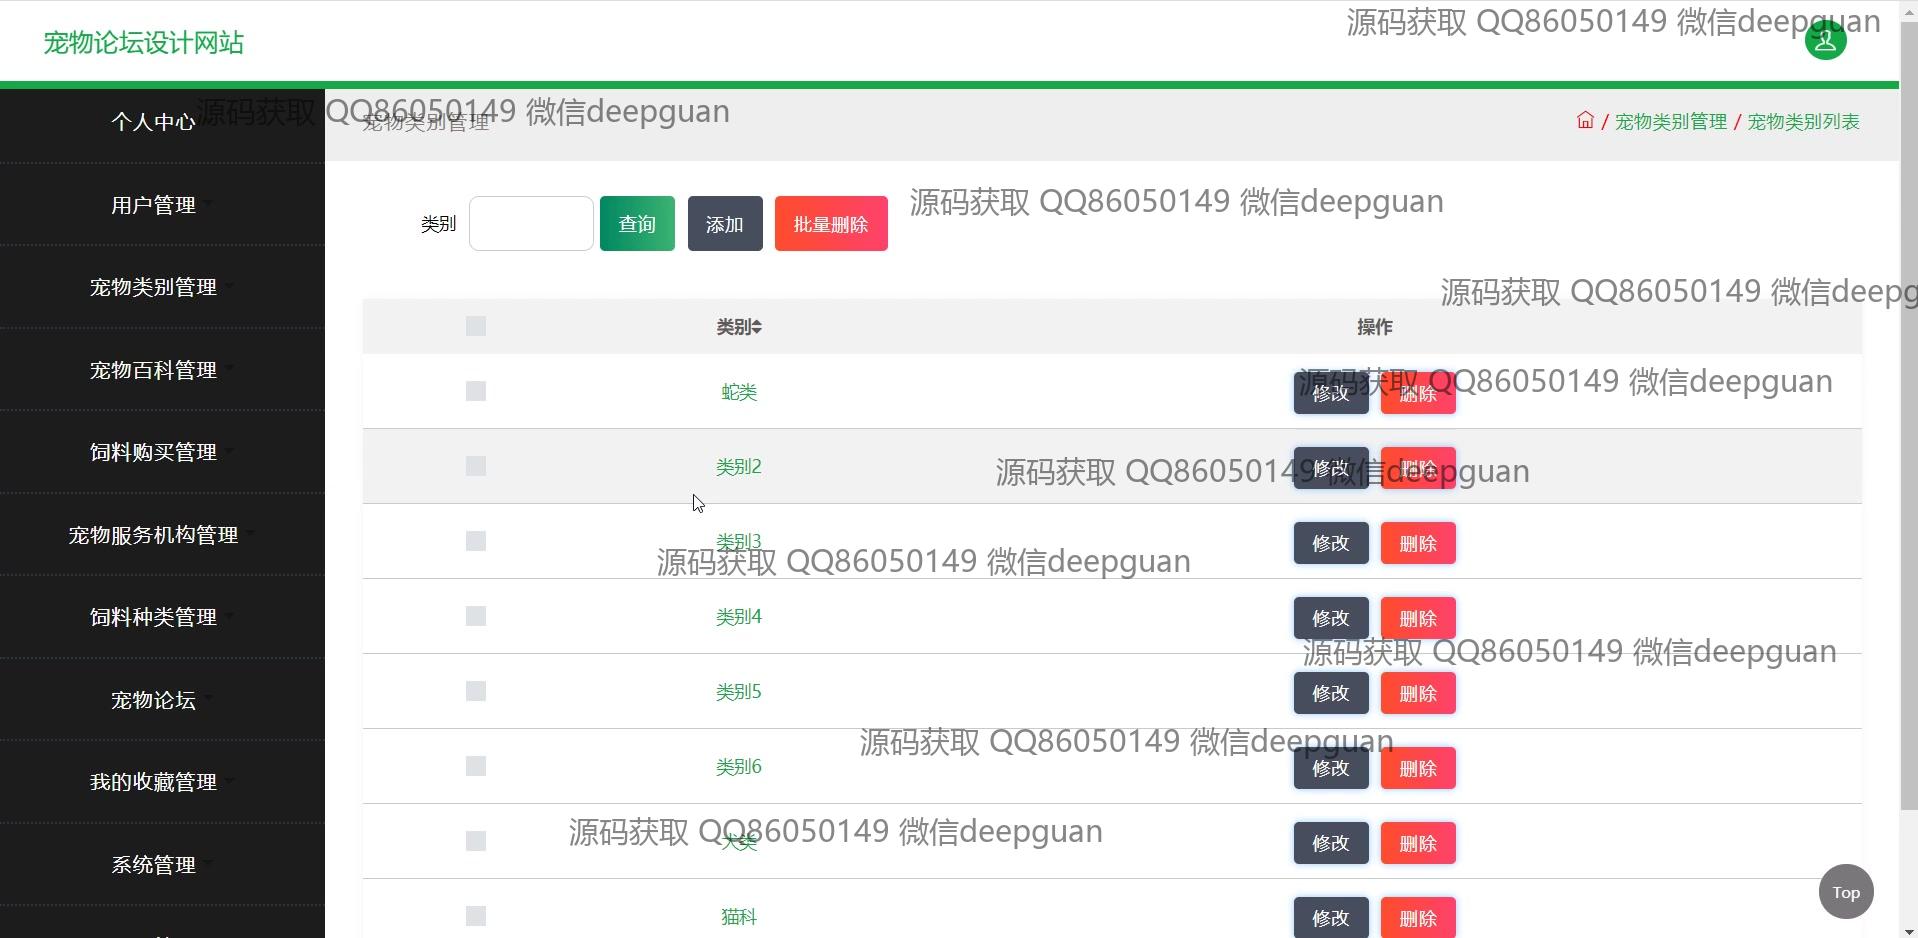 宠物论坛设计网站
源码获取 QQ86050149 微信deepguan
个人中心
源码获取 QQ86050149 微信deepguan
宠物类别管理
/ 宠物类别管理 / 宠物类别列表
用户管理
类别
查询
添加
批量删除
源码获取 QQ86050149 微信deepguan
宠物类别管理
源码获取 QQ86050149 微信deepg
类别
操作
宠物百科管理
蛇类
修改
删除
源码获取 QQ86050149 微信deepguan
饲料购买管理
类别2
修改
删除
源码获取 QQ86050149 微信deepguan
宠物服务机构管理
类别3
修改
删除
源码获取 QQ86050149 微信deepguan
饲料种类管理
类别4
修改
删除
源码获取 QQ86050149 微信deepguan
宠物论坛
类别5
修改
删除
源码获取 QQ86050149 微信deepguan
我的收藏管理
类别6
修改
删除
源码获取 QQ86050149 微信deepguan
系统管理
犬类
修改
删除
Top
猫科
修改
删除